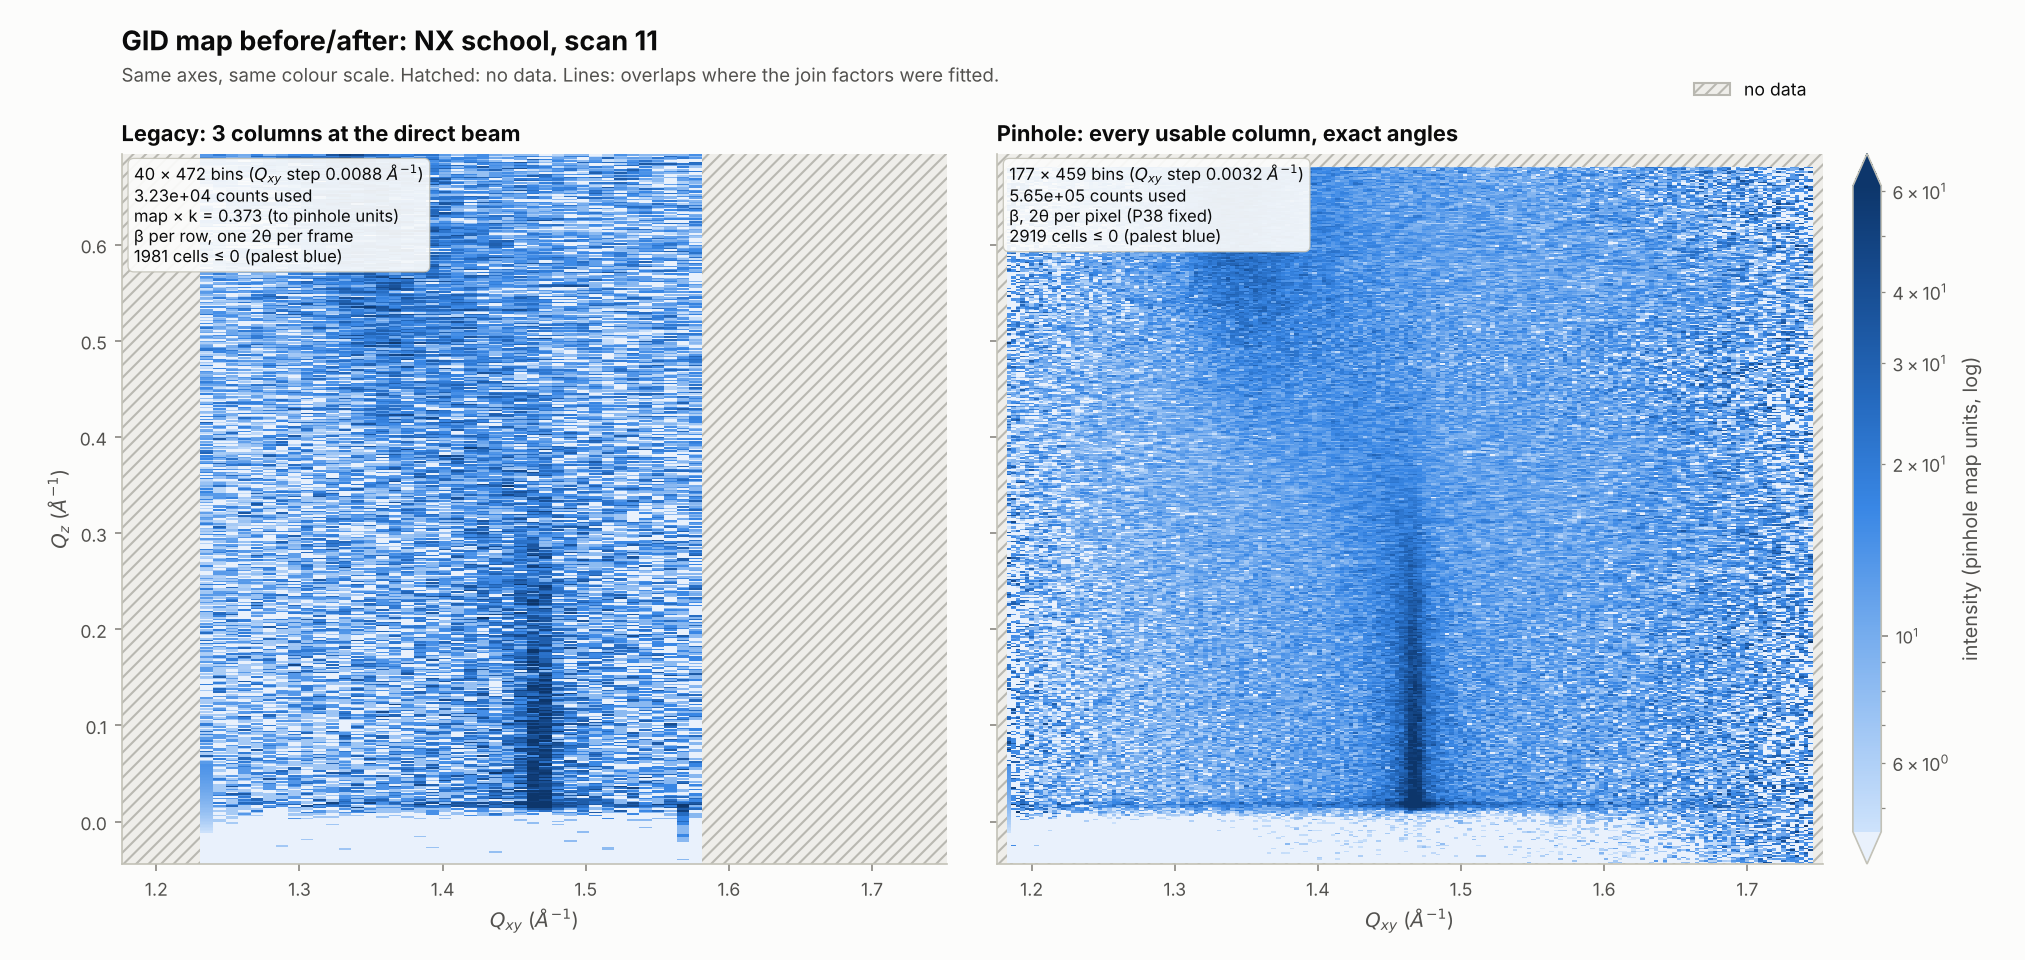 GID map before/after: NX school, scan 11
Same axes, same colour scale. Hatched: no data. Lines: overlaps where the join factors were fitted.
no data
Legacy: 3 columns at the direct beam
40 × 472 bins (Qxy step 0.0088 Å⁻¹)
3.23e+04 counts used
map × k = 0.373 (to pinhole units)
β per row, one 2θ per frame
1981 cells ≤ 0 (palest blue)
0.6
0.5
0.4
0.3
0.2
0.1
0.0
Qz (Å⁻¹)
1.2 1.3 1.4 1.5 1.6 1.7
Qxy (Å⁻¹)
Pinhole: every usable column, exact angles
177 × 459 bins (Qxy step 0.0032 Å⁻¹)
5.65e+05 counts used
β, 2θ per pixel (P38 fixed)
2919 cells ≤ 0 (palest blue)
1.2 1.3 1.4 1.5 1.6 1.7
Qxy (Å⁻¹)
6 × 10¹
4 × 10¹
3 × 10¹
2 × 10¹
10¹
6 × 10⁰
intensity (pinhole map units, log)